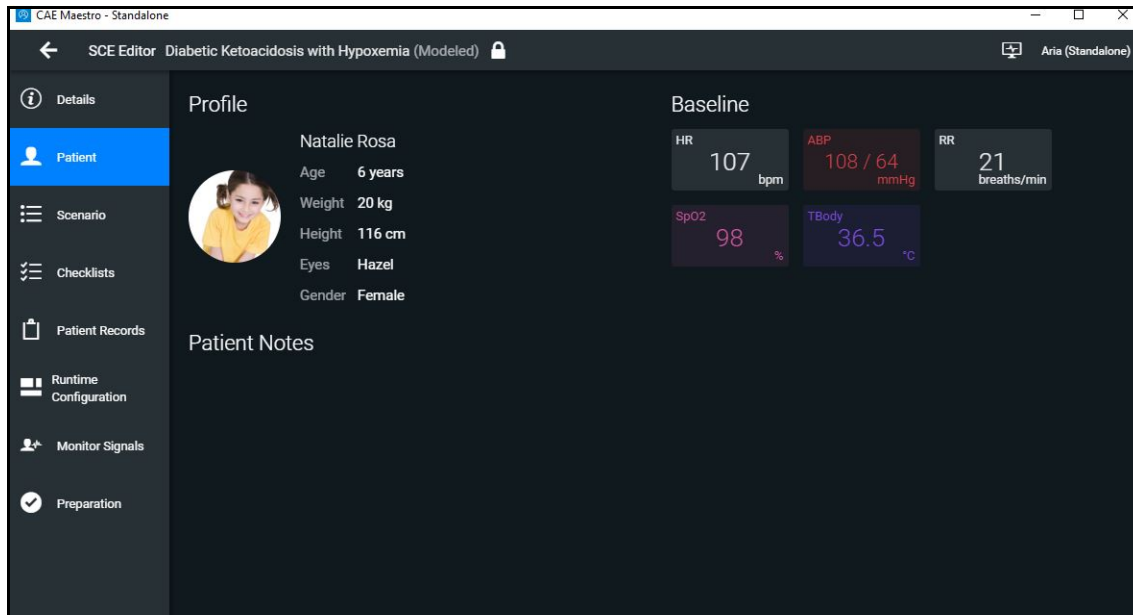 CAE Maestro - Standalone
SCE Editor Diabetic Ketoacidosis with Hypoxemia (Modeled)
Aria (Standalone)
Details
Patient
Scenario
Checklists
Patient Records
Runtime
Configuration
Monitor Signals
Preparation
Profile
Natalie Rosa
Age 6 years
Weight 20 kg
Height 116 cm
Eyes Hazel
Gender Female
Patient Notes
Baseline
HR
107
bpm
ABP
108 / 64
mmHg
RR
21
breaths/min
SpO2
98
%
TBody
36.5
°C